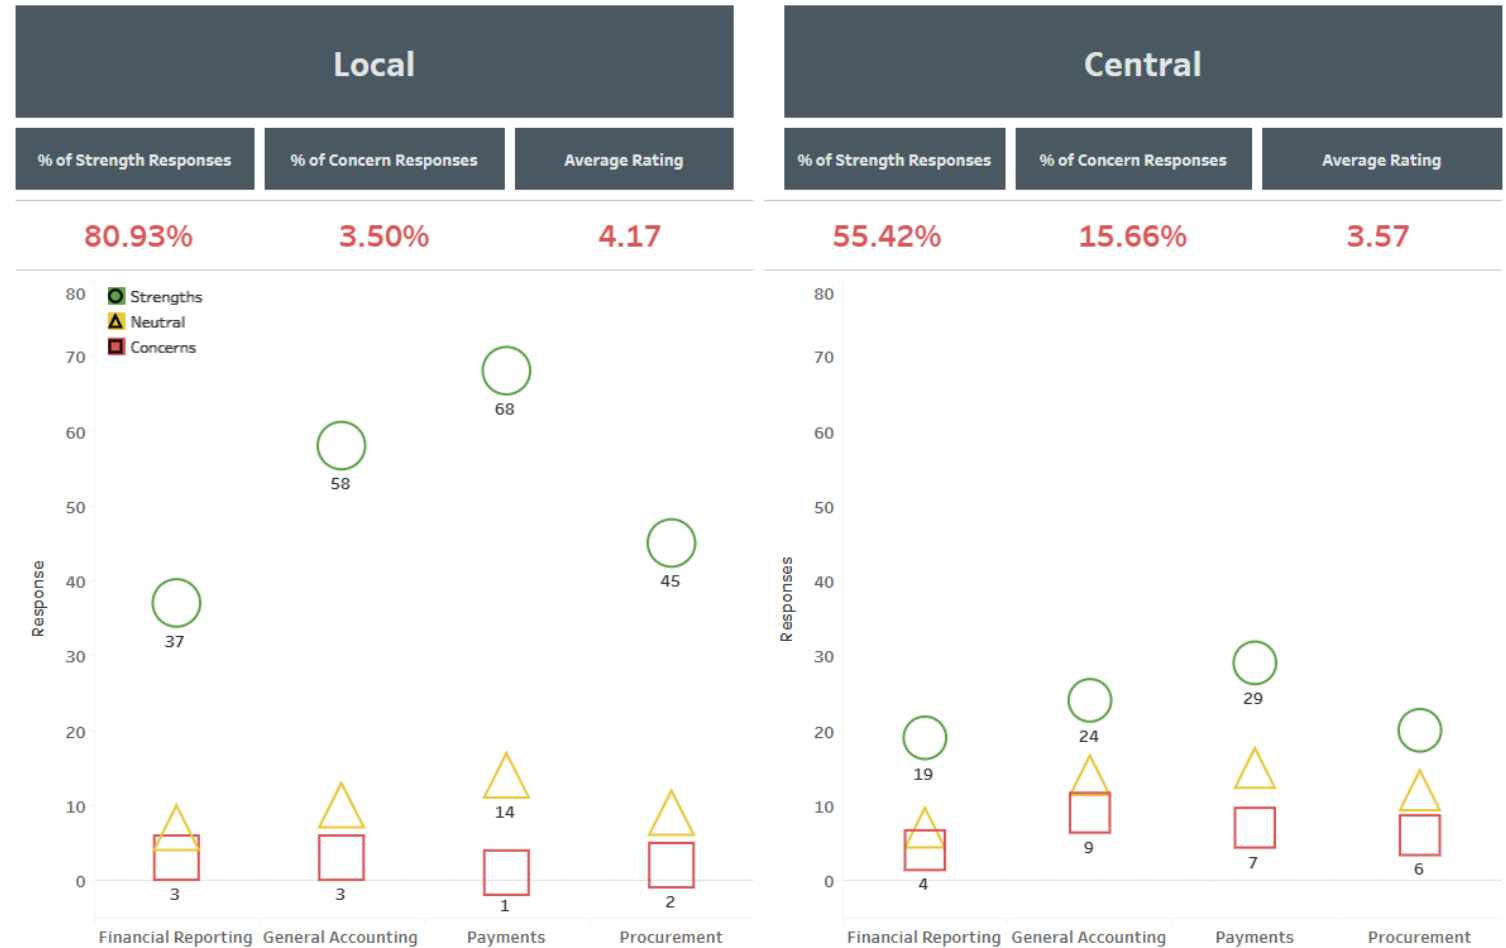 Local
Central
% of Strength Responses
% of Concern Responses
Average Rating
% of Strength Responses
% of Concern Responses
Average Rating
80.93%
3.50%
4.17
55.42%
15.66%
3.57
Strengths
Neutral
Concerns
Response
80
70
60
50
40
30
20
10
0
37
58
68
45
14
3
3
1
2
Financial Reporting
General Accounting
Payments
Procurement
Responses
80
70
60
50
40
30
20
10
0
19
24
29
4
9
7
6
Financial Reporting
General Accounting
Payments
Procurement